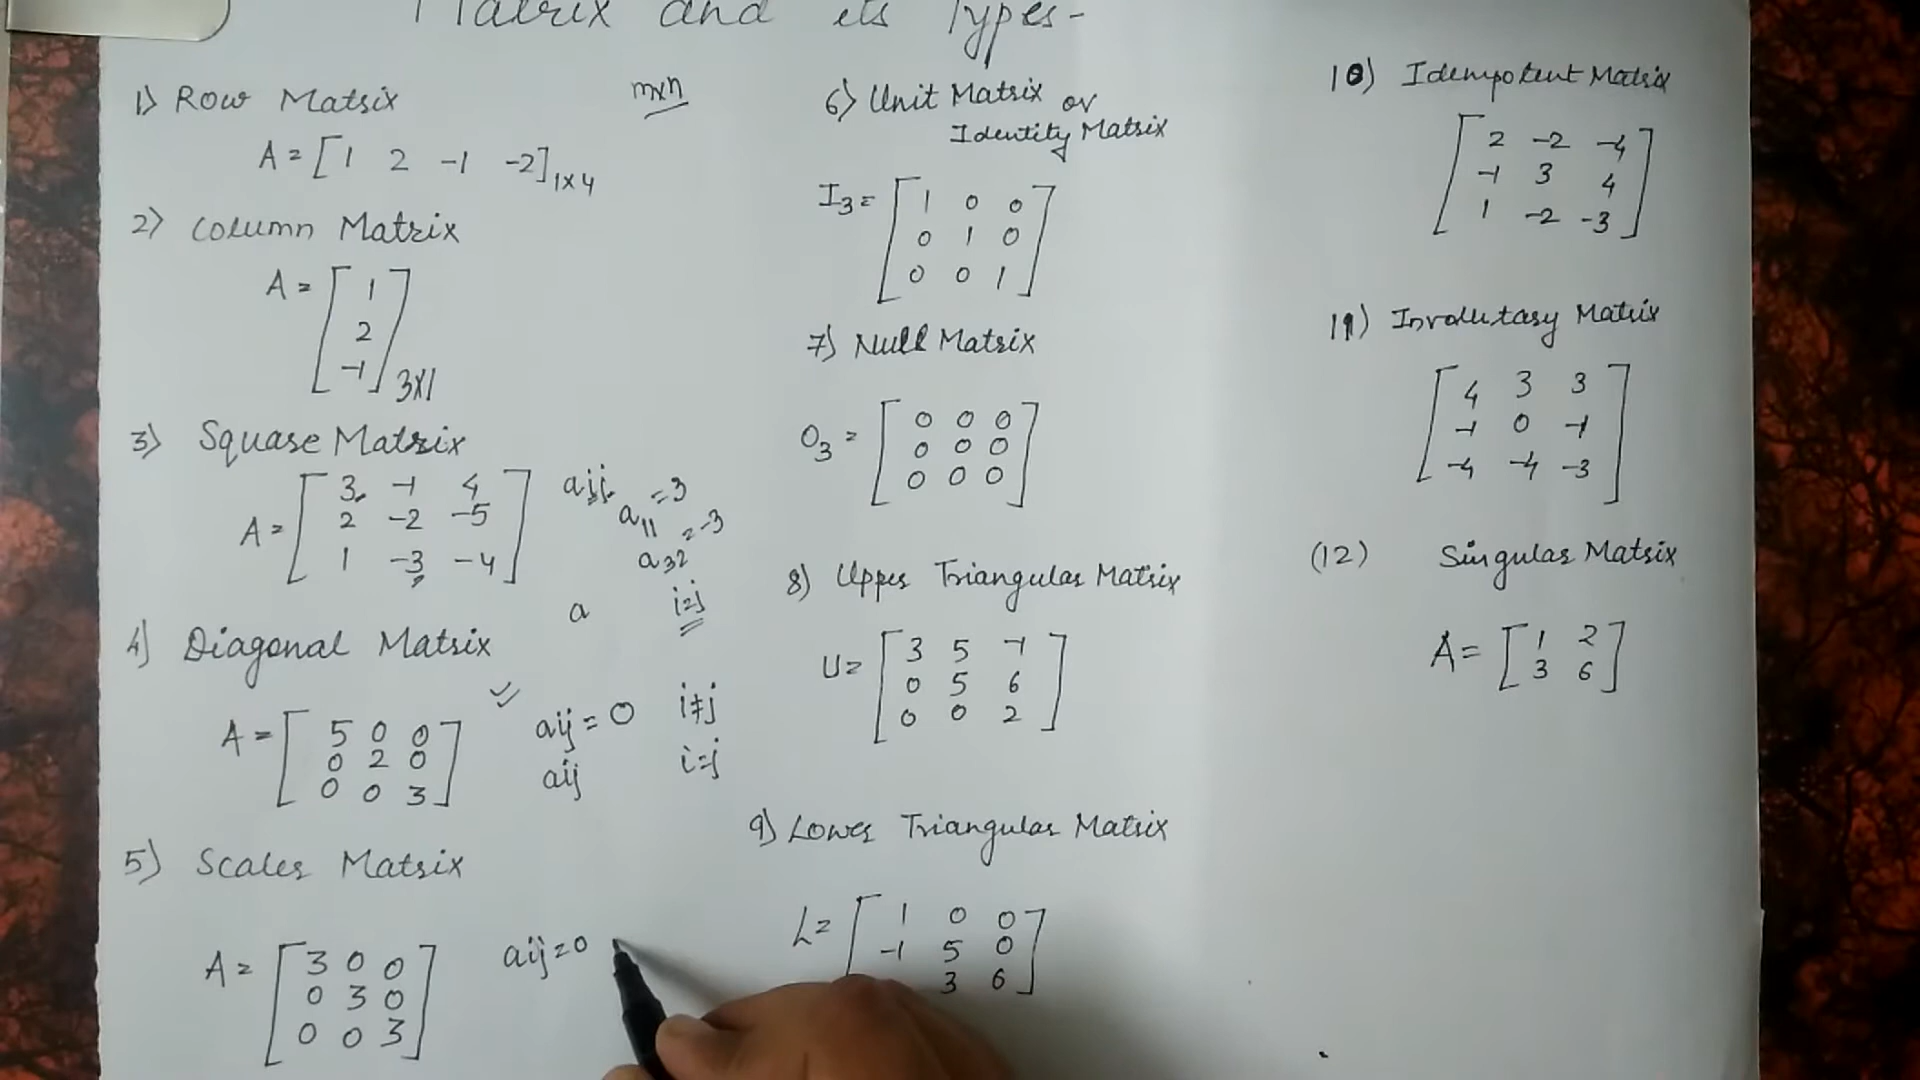 Matrix and its Types-
1) Row Matrix
m×n
A = [1 2 -1 -2]1×4
2) Column Matrix
A = [1
2
-1]3×1
3) Square Matrix
A = [3 -1 4
2 -2 -5
1 -3 -4]
aij
a11 = 3
a32 = -3
a i=j
4) Diagonal Matrix
A = [5 0 0
0 2 0
0 0 3]
aij = 0 i≠j
aij i=j
5) Scaler Matrix
A = [3 0 0
0 3 0
0 0 3]
aij = 0
6) Unit Matrix or
Identity Matrix
I3 = [1 0 0
0 1 0
0 0 1]
7) Null Matrix
O3 = [0 0 0
0 0 0
0 0 0]
8) Upper Triangular Matrix
U = [3 5 -1
0 5 6
0 0 2]
9) Lower Triangular Matrix
L = [1 0 0
-1 5 0
3 6]
10) Idempotent Matrix
[2 -2 -4
-1 3 4
1 -2 -3]
11) Involutary Matrix
[4 3 3
-1 0 -1
-4 -4 -3]
(12) Singular Matrix
A = [1 2
3 6]